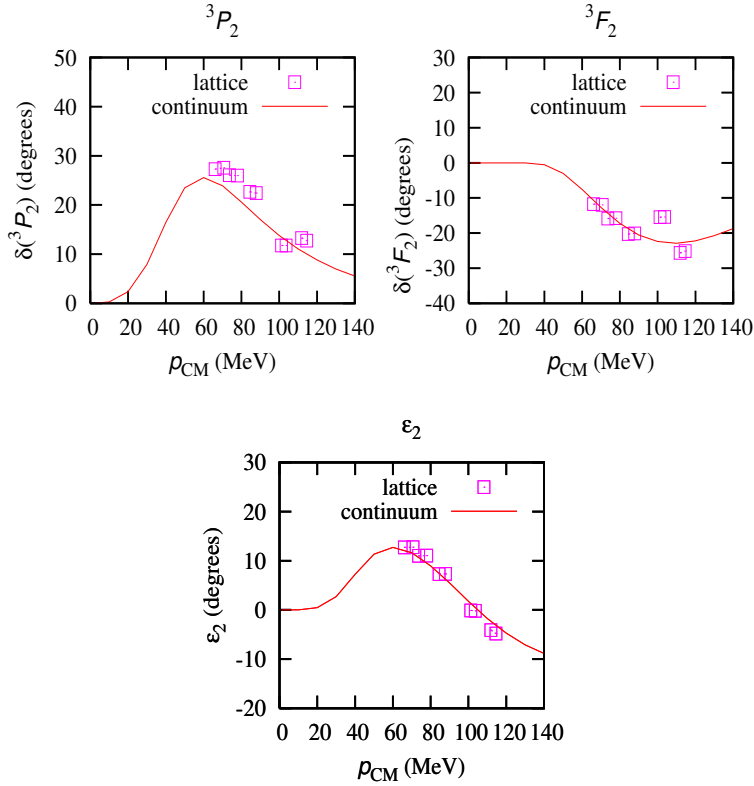 ³P₂
50
40
30
20
10
0
δ(³P₂) (degrees)
lattice
continuum
0 20 40 60 80 100 120 140
p_CM (MeV)
³F₂
30
20
10
0
-10
-20
-30
-40
δ(³F₂) (degrees)
lattice
continuum
0 20 40 60 80 100 120 140
p_CM (MeV)
ε₂
30
20
10
0
-10
-20
ε₂ (degrees)
lattice
continuum
0 20 40 60 80 100 120 140
p_CM (MeV)